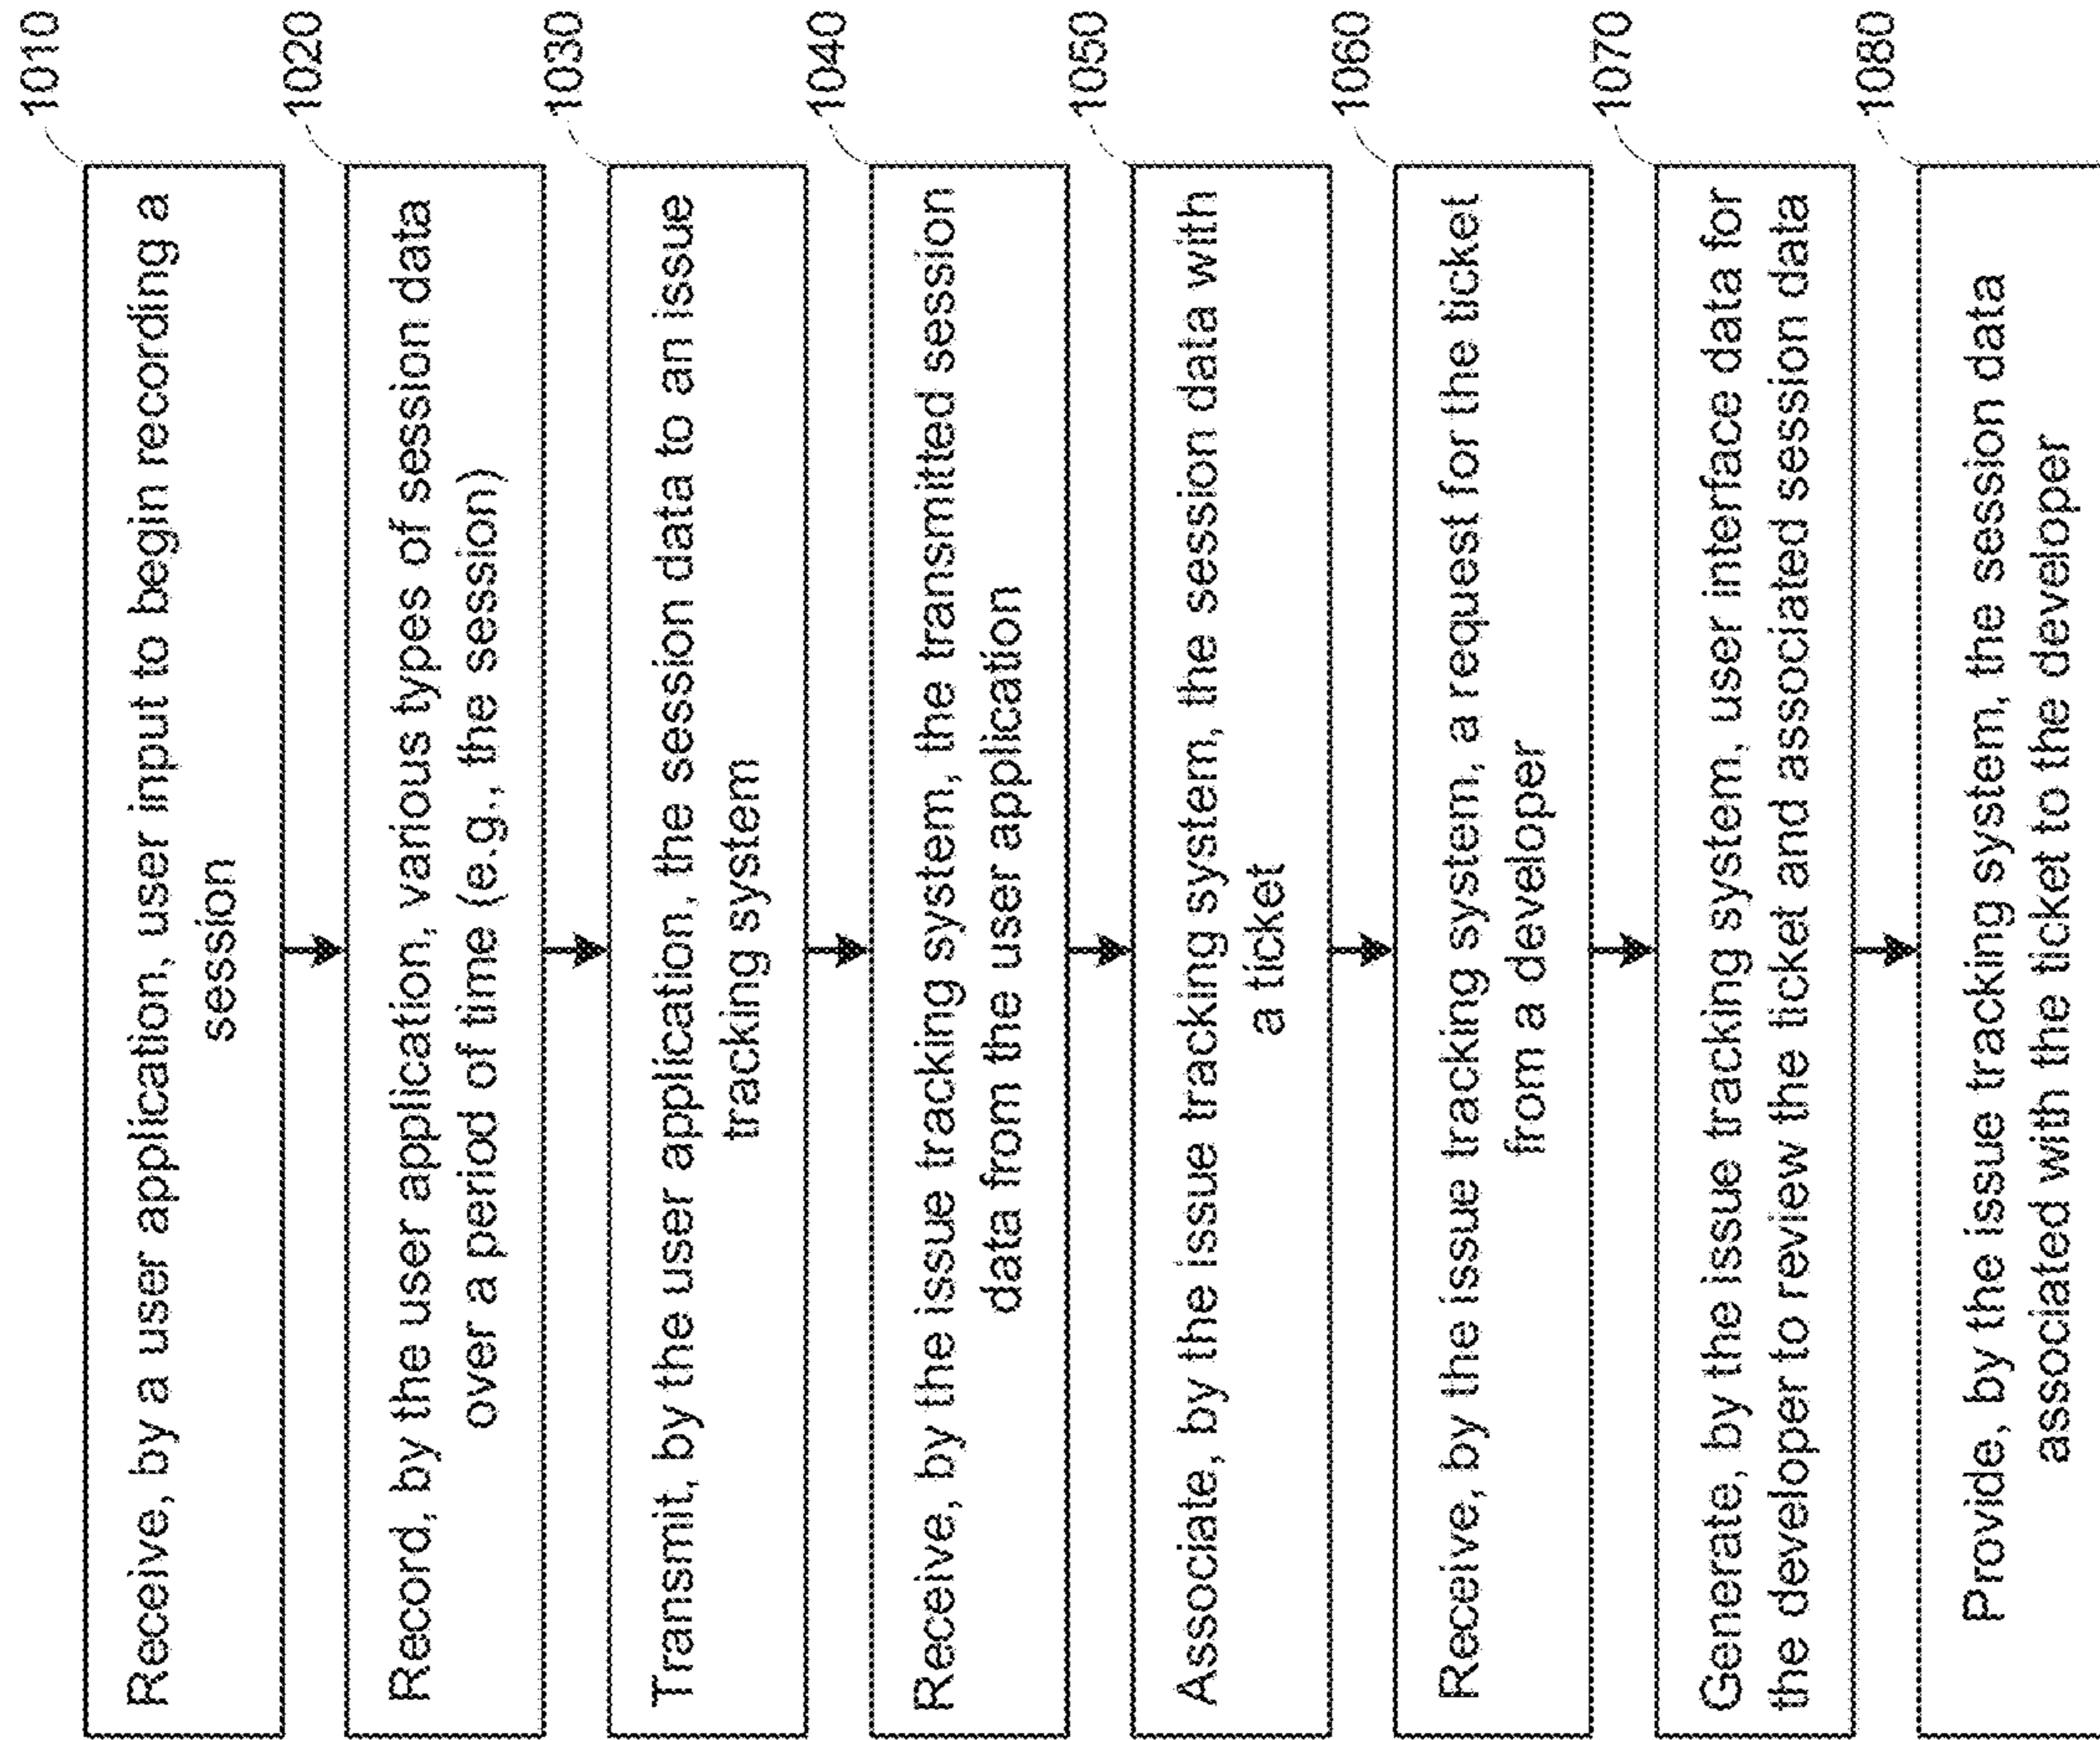 1010
Receive, by a user application, user input to begin recording a
session
1020
Record, by the user application, various types of session data
over a period of time (e.g., the session)
1030
Transmit, by the user application, the session data to an issue
tracking system
1040
Receive, by the issue tracking system, the transmitted session
data from the user application
1050
Associate, by the issue tracking system, the session data with
a ticket
1060
Receive, by the issue tracking system, a request for the ticket
from a developer
1070
Generate, by the issue tracking system, user interface data for
the developer to review the ticket and associated session data
1080
Provide, by the issue tracking system, the session data
associated with the ticket to the developer